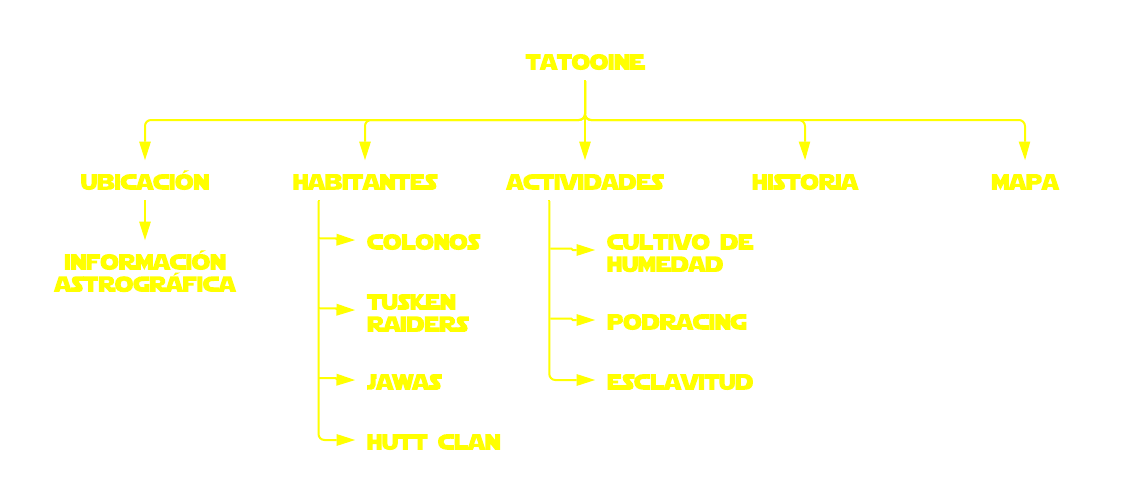 TATOOINE
UBICACIÓN
HABITANTES
ACTIVIDADES
HISTORIA
MAPA
INFORMACIÓN
ASTROGRÁFICA
COLONOS
TUSKEN
RAIDERS
JAWAS
HUTT CLAN
CULTIVO DE
HUMEDAD
PODRACING
ESCLAVITUD